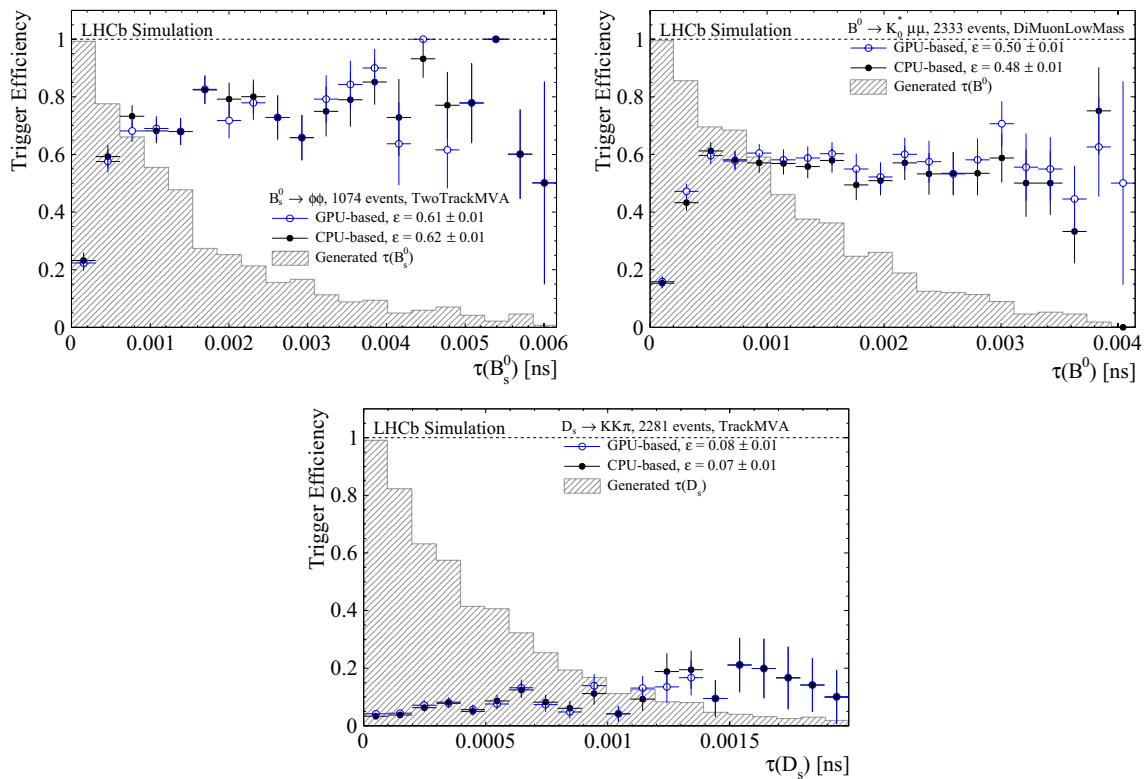 LHCb Simulation
Trigger Efficiency
1
0.8
0.6
0.4
0.2
0
B⁰ₛ → ϕϕ, 1074 events, TwoTrackMVA
GPU-based, ε = 0.61 ± 0.01
CPU-based, ε = 0.62 ± 0.01
Generated τ(B⁰ₛ)
0 0.001 0.002 0.003 0.004 0.005 0.006
τ(B⁰ₛ) [ns]
LHCb Simulation
B⁰ → K*₀ μμ, 2333 events, DiMuonLowMass
GPU-based, ε = 0.50 ± 0.01
CPU-based, ε = 0.48 ± 0.01
Generated τ(B⁰)
Trigger Efficiency
1
0.8
0.6
0.4
0.2
0
0 0.001 0.002 0.003 0.004
τ(B⁰) [ns]
LHCb Simulation
Dₛ → KKπ, 2281 events, TrackMVA
GPU-based, ε = 0.08 ± 0.01
CPU-based, ε = 0.07 ± 0.01
Generated τ(Dₛ)
Trigger Efficiency
1
0.8
0.6
0.4
0.2
0
0 0.0005 0.001 0.0015
τ(Dₛ) [ns]